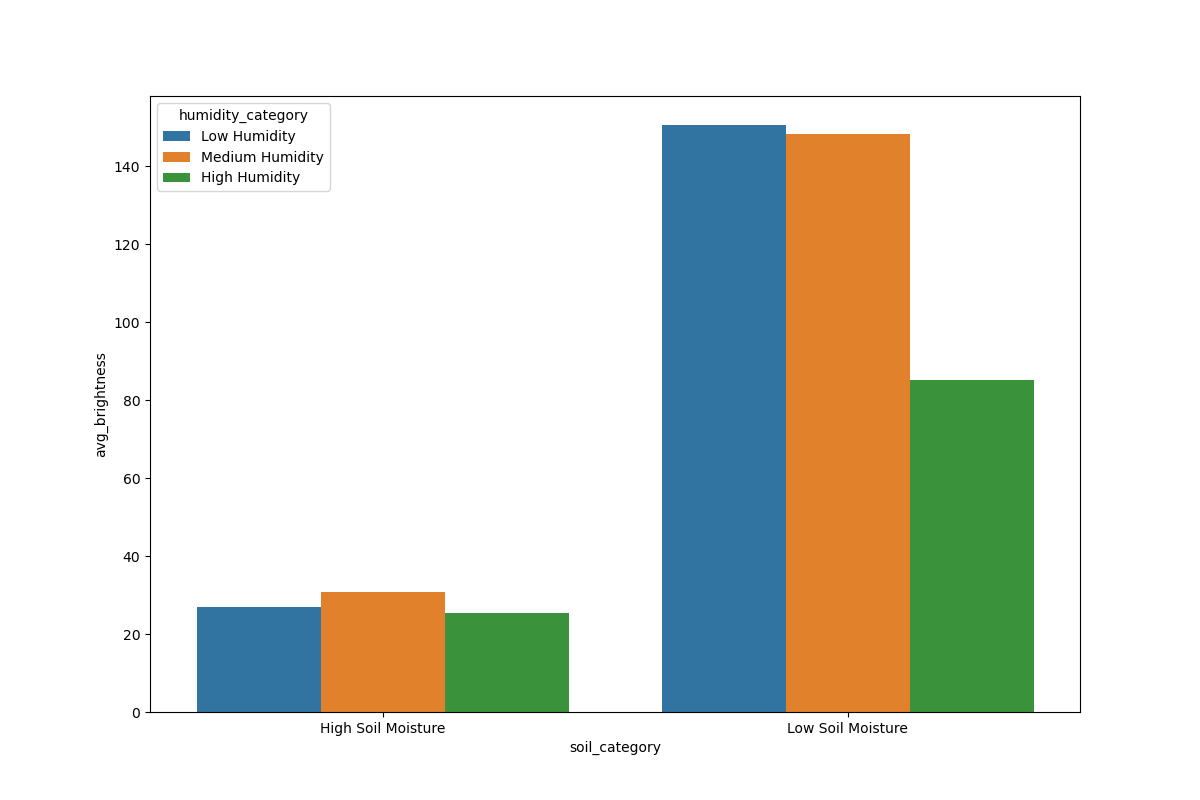 humidity_category
Low Humidity
Medium Humidity
High Humidity
140
120
100
80
60
40
20
0
avg_brightness
High Soil Moisture
Low Soil Moisture
soil_category